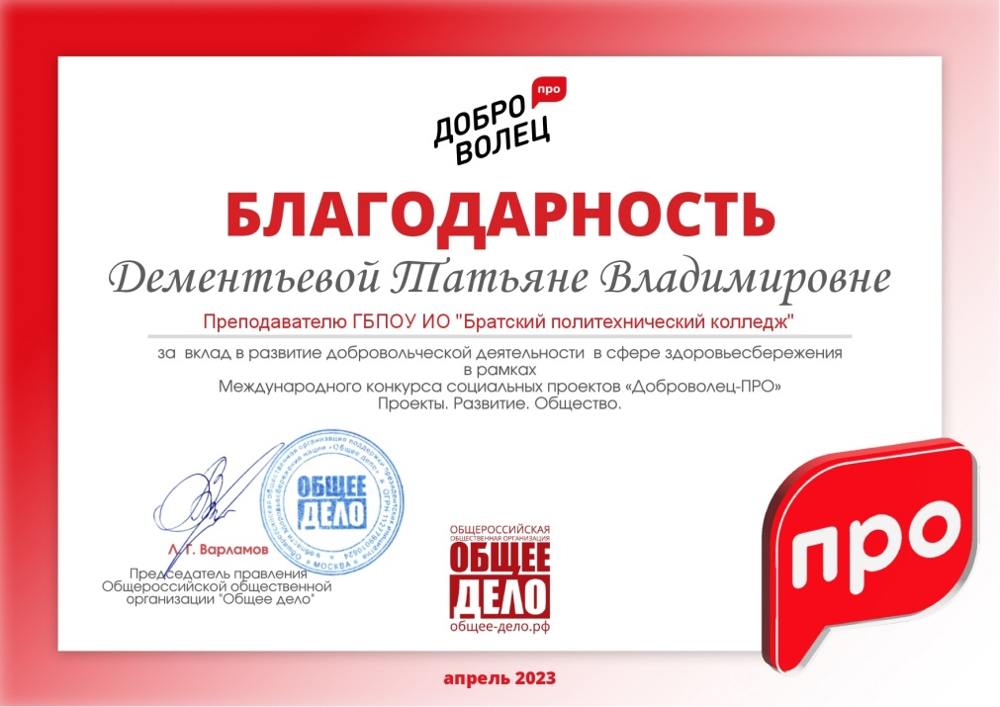 ДОБРО про
ВОЛЕЦ
БЛАГОДАРНОСТЬ
Дементьевой Татьяне Владимировне
Преподавателю ГБПОУ ИО "Братский политехнический колледж"
за вклад в развитие добровольческой деятельности в сфере здоровьесбережения
в рамках
Международного конкурса социальных проектов «Доброволец-ПРО»
Проекты. Развитие. Общество.
ОБЩЕЕ
ДЕЛО
МОСКВА
Л. Г. Варламов
Председатель правления
Общероссийской общественной
организации "Общее дело"
ОБЩЕРОССИЙСКАЯ
ОБЩЕСТВЕННАЯ ОРГАНИЗАЦИЯ
ОБЩЕЕ
ДЕЛО
общее-дело.рф
про
апрель 2023